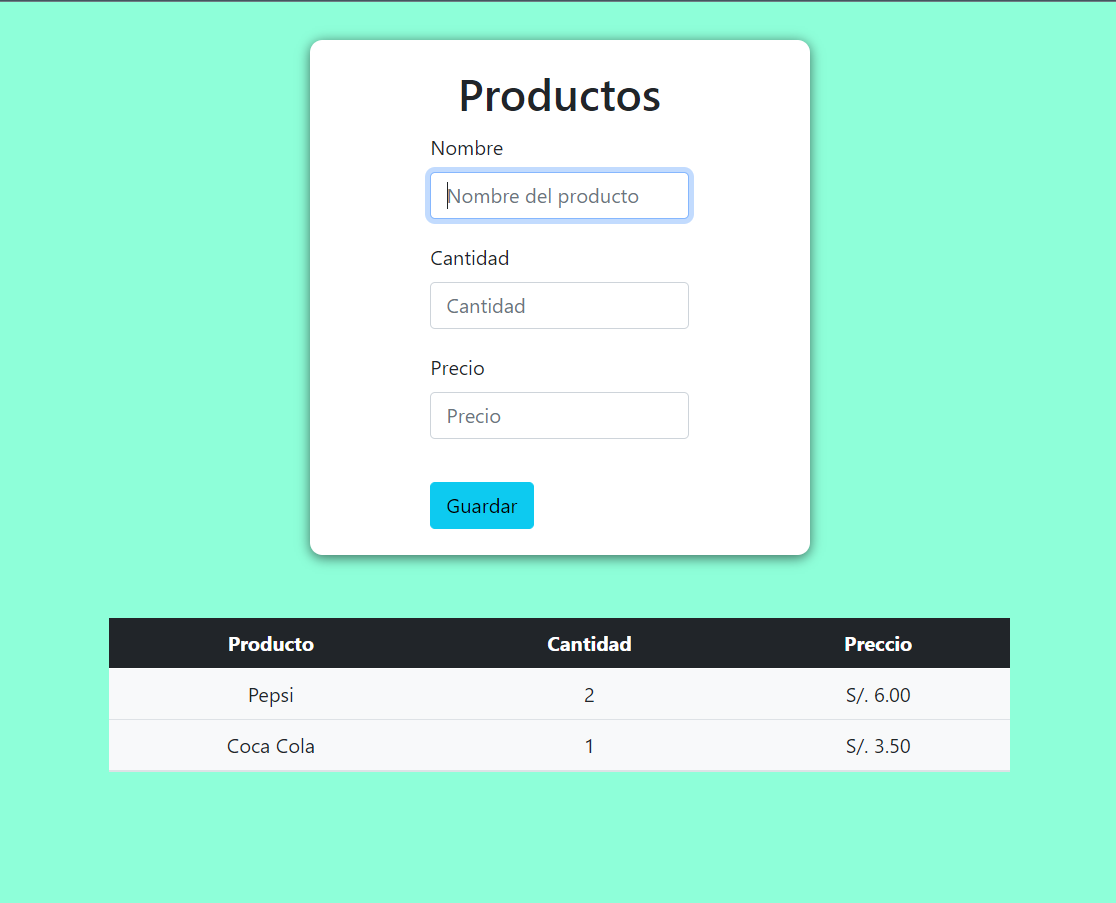 Productos
Nombre
Nombre del producto
Cantidad
Cantidad
Precio
Precio
Guardar
Producto Cantidad Preccio
Pepsi 2 S/. 6.00
Coca Cola 1 S/. 3.50